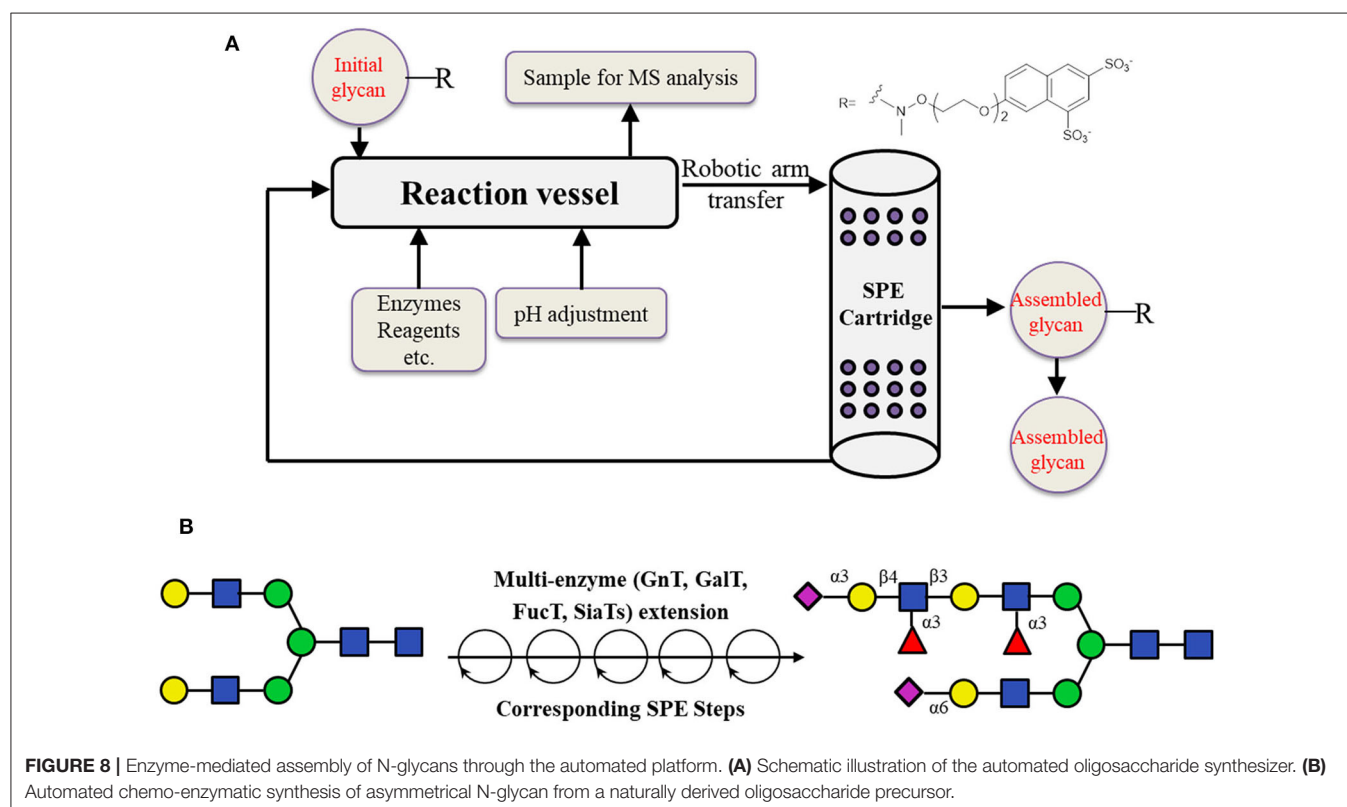 A
Initial
glycan
R
Sample for MS analysis
R=
N
O
O
2
SO₃⁻
SO₃⁻
Reaction vessel
Robotic arm
transfer
Enzymes
Reagents
etc.
pH adjustment
SPE
Cartridge
Assembled
glycan
R
Assembled
glycan
B
Multi-enzyme (GnT, GalT,
FucT, SiaTs) extension
Corresponding SPE Steps
α3
β4
β3
α3
α3
α6
FIGURE 8 | Enzyme-mediated assembly of N-glycans through the automated platform. (A) Schematic illustration of the automated oligosaccharide synthesizer. (B)
Automated chemo-enzymatic synthesis of asymmetrical N-glycan from a naturally derived oligosaccharide precursor.